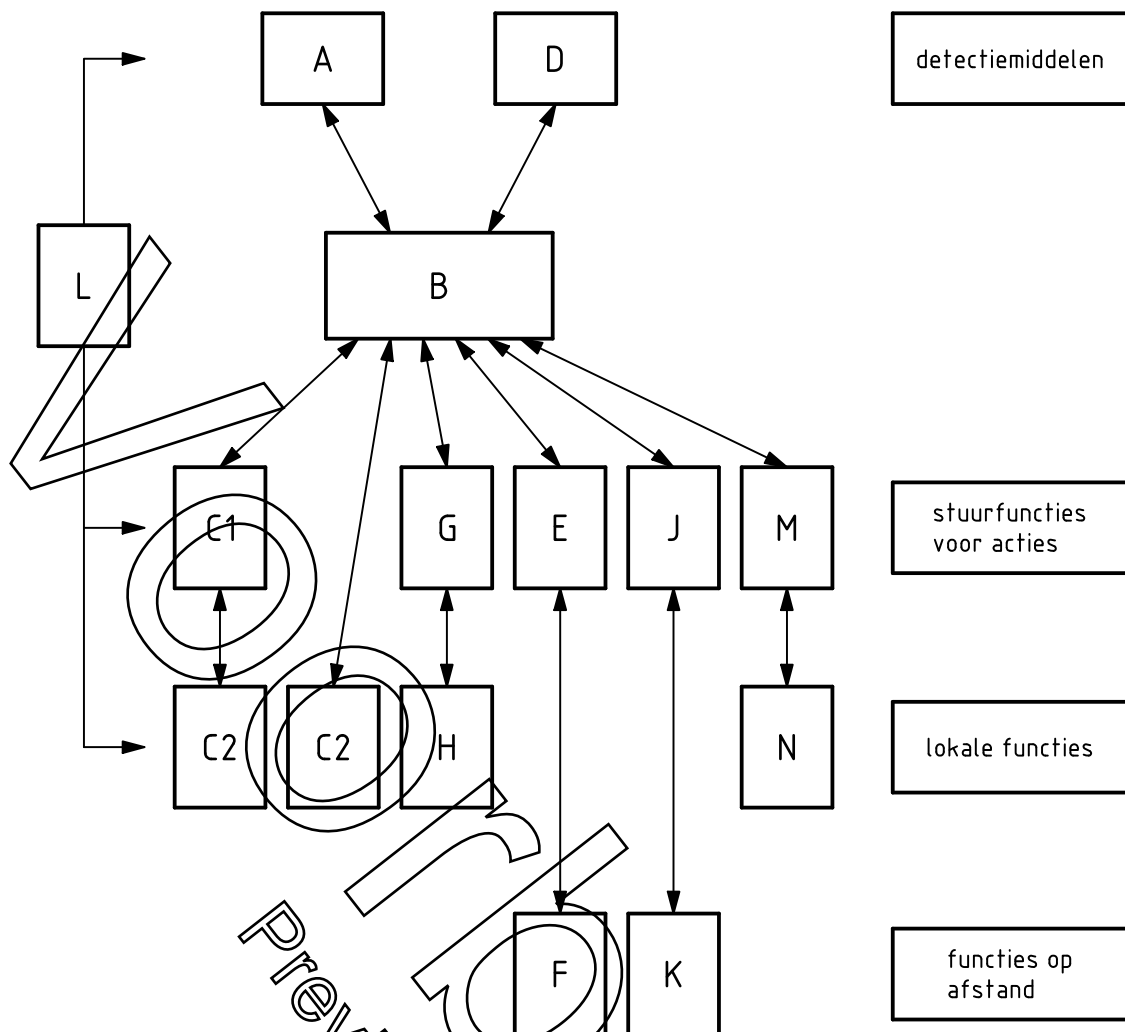 A
D
detectiemiddelen
L
B
C1
G
E
J
M
stuurfuncties
voor acties
C2
C2
H
N
lokale functies
F
K
functies op
afstand